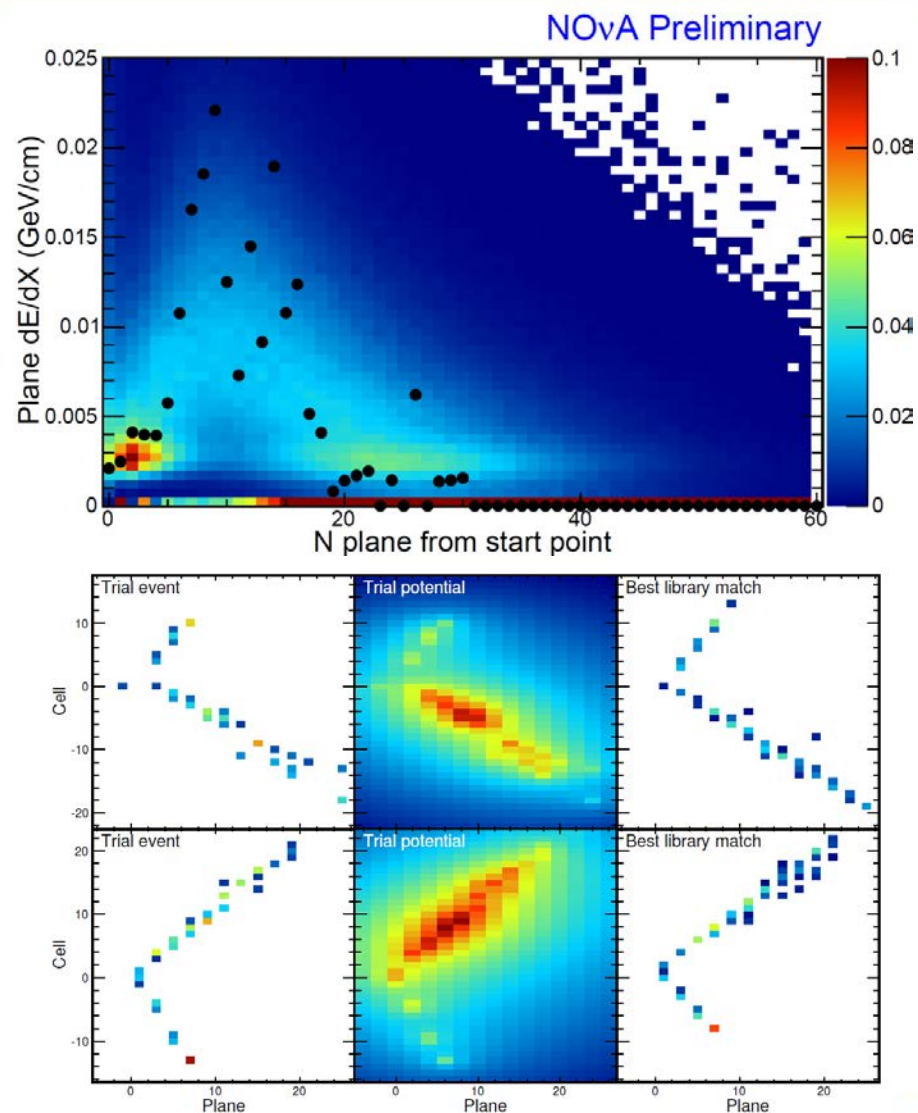 NOνA Preliminary
Plane dE/dX (GeV/cm)
0.025
0.02
0.015
0.01
0.005
0
0 20 40 60
N plane from start point
0.1
0.08
0.06
0.04
0.02
0
Trial event Trial potential Best library match
Cell
10
0
-10
-20
Trial event Trial potential Best library match
Cell
20
10
0
-10
0 10 20 0 10 20 0 10 20
Plane Plane Plane